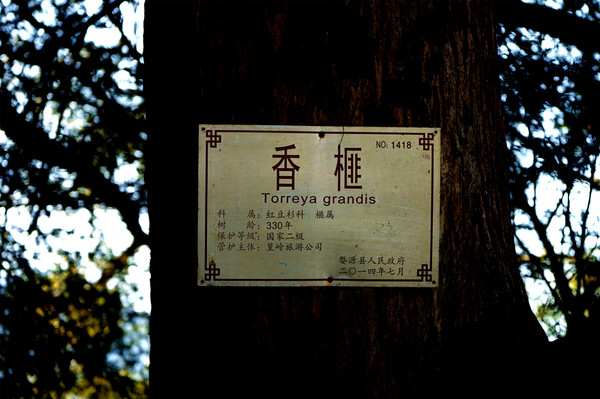 NO: 1418
香 榧
Torreya grandis
科 属：红豆杉科 榧属
树 龄：330年
保护等级：国家二级
管护主体：篁岭旅游公司
婺源县人民政府
二〇一四年七月